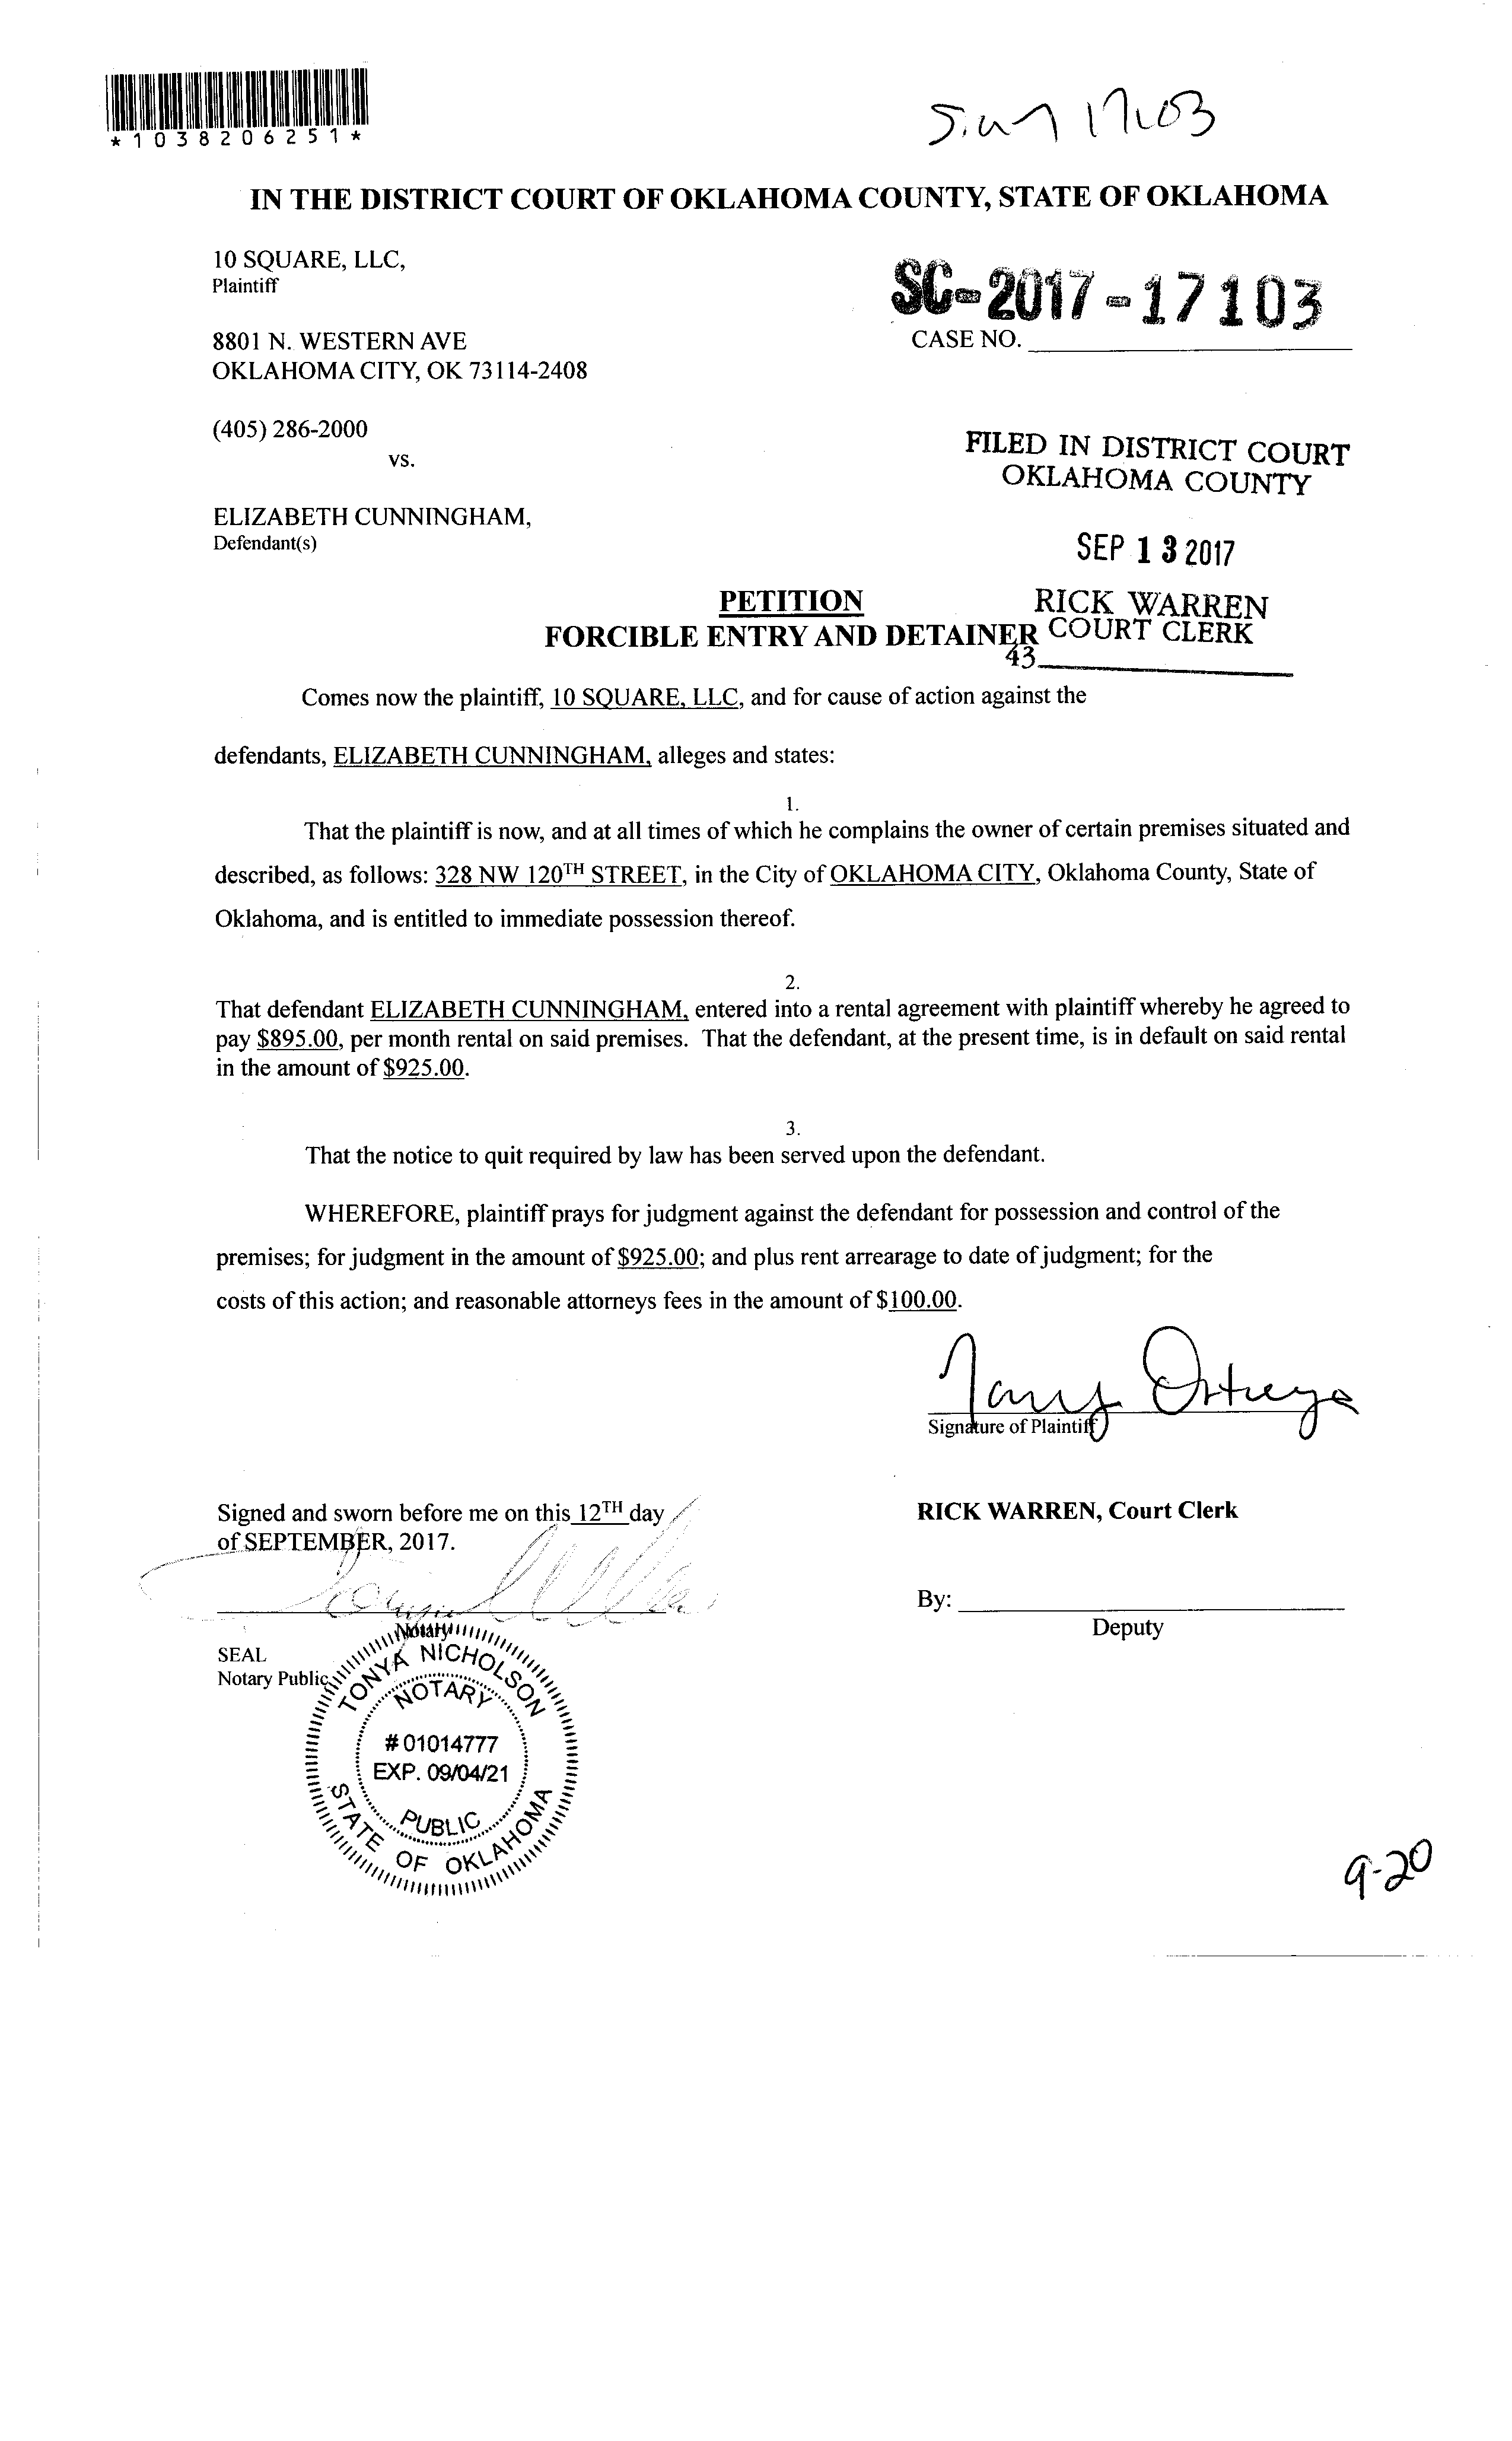 *1038206251*
IN THE DISTRICT COURT OF OKLAHOMA COUNTY, STATE OF OKLAHOMA
10 SQUARE, LLC,
Plaintiff
SC-2017-17103
CASE NO.
8801 N. WESTERN AVE
OKLAHOMA CITY, OK 73114-2408
(405) 286-2000
vs.
FILED IN DISTRICT COURT
OKLAHOMA COUNTY
ELIZABETH CUNNINGHAM,
Defendant(s)
SEP 13 2017
PETITION
RICK WARREN
FORCIBLE ENTRY AND DETAINER
COURT CLERK
43
Comes now the plaintiff, 10 SQUARE, LLC, and for cause of action against the
defendants, ELIZABETH CUNNINGHAM, alleges and states:
1.
That the plaintiff is now, and at all times of which he complains the owner of certain premises situated and
described, as follows: 328 NW 120TH STREET, in the City of OKLAHOMA CITY, Oklahoma County, State of
Oklahoma, and is entitled to immediate possession thereof.
2.
That defendant ELIZABETH CUNNINGHAM, entered into a rental agreement with plaintiff whereby he agreed to
pay $895.00, per month rental on said premises. That the defendant, at the present time, is in default on said rental
in the amount of $925.00.
3.
That the notice to quit required by law has been served upon the defendant.
WHEREFORE, plaintiff prays for judgment against the defendant for possession and control of the
premises; for judgment in the amount of $925.00; and plus rent arrearage to date of judgment; for the
costs of this action; and reasonable attorneys fees in the amount of $100.00.
Signature of Plaintiff
Signed and sworn before me on this 12TH day
of SEPTEMBER, 2017.
RICK WARREN, Court Clerk
By:
Deputy
Notary
SEAL
Notary Public
TONYA NICHOLSON
NOTARY
# 01014777
EXP. 09/04/21
PUBLIC
STATE OF OKLAHOMA
9-20